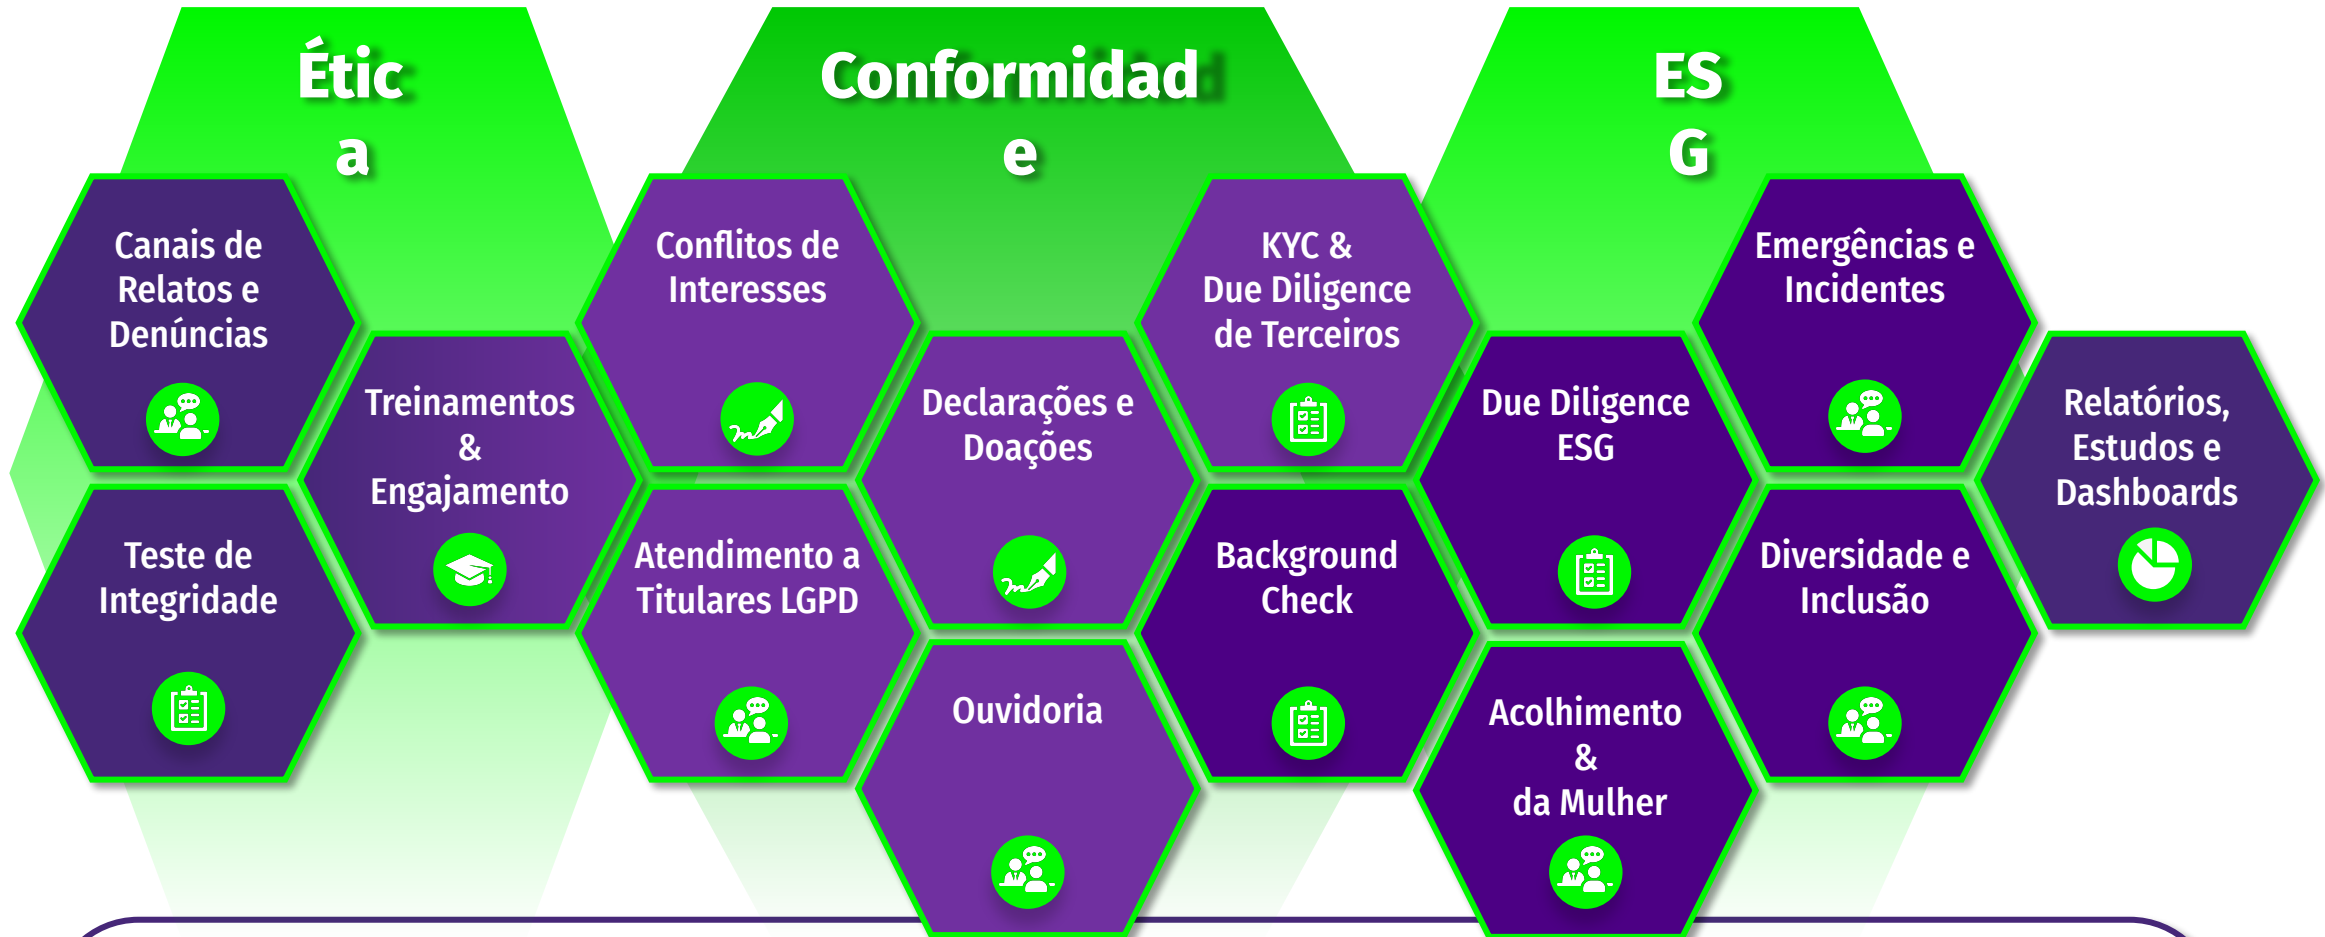 Étic
a
Conformidad
e
ES
G
Canais de
Relatos e
Denúncias
Teste de
Integridade
Treinamentos
&
Engajamento
Conflitos de
Interesses
Atendimento a
Titulares LGPD
Declarações e
Doações
Ouvidoria
KYC &
Due Diligence
de Terceiros
Background
Check
Due Diligence
ESG
Acolhimento
&
da Mulher
Emergências e
Incidentes
Diversidade e
Inclusão
Relatórios,
Estudos e
Dashboards